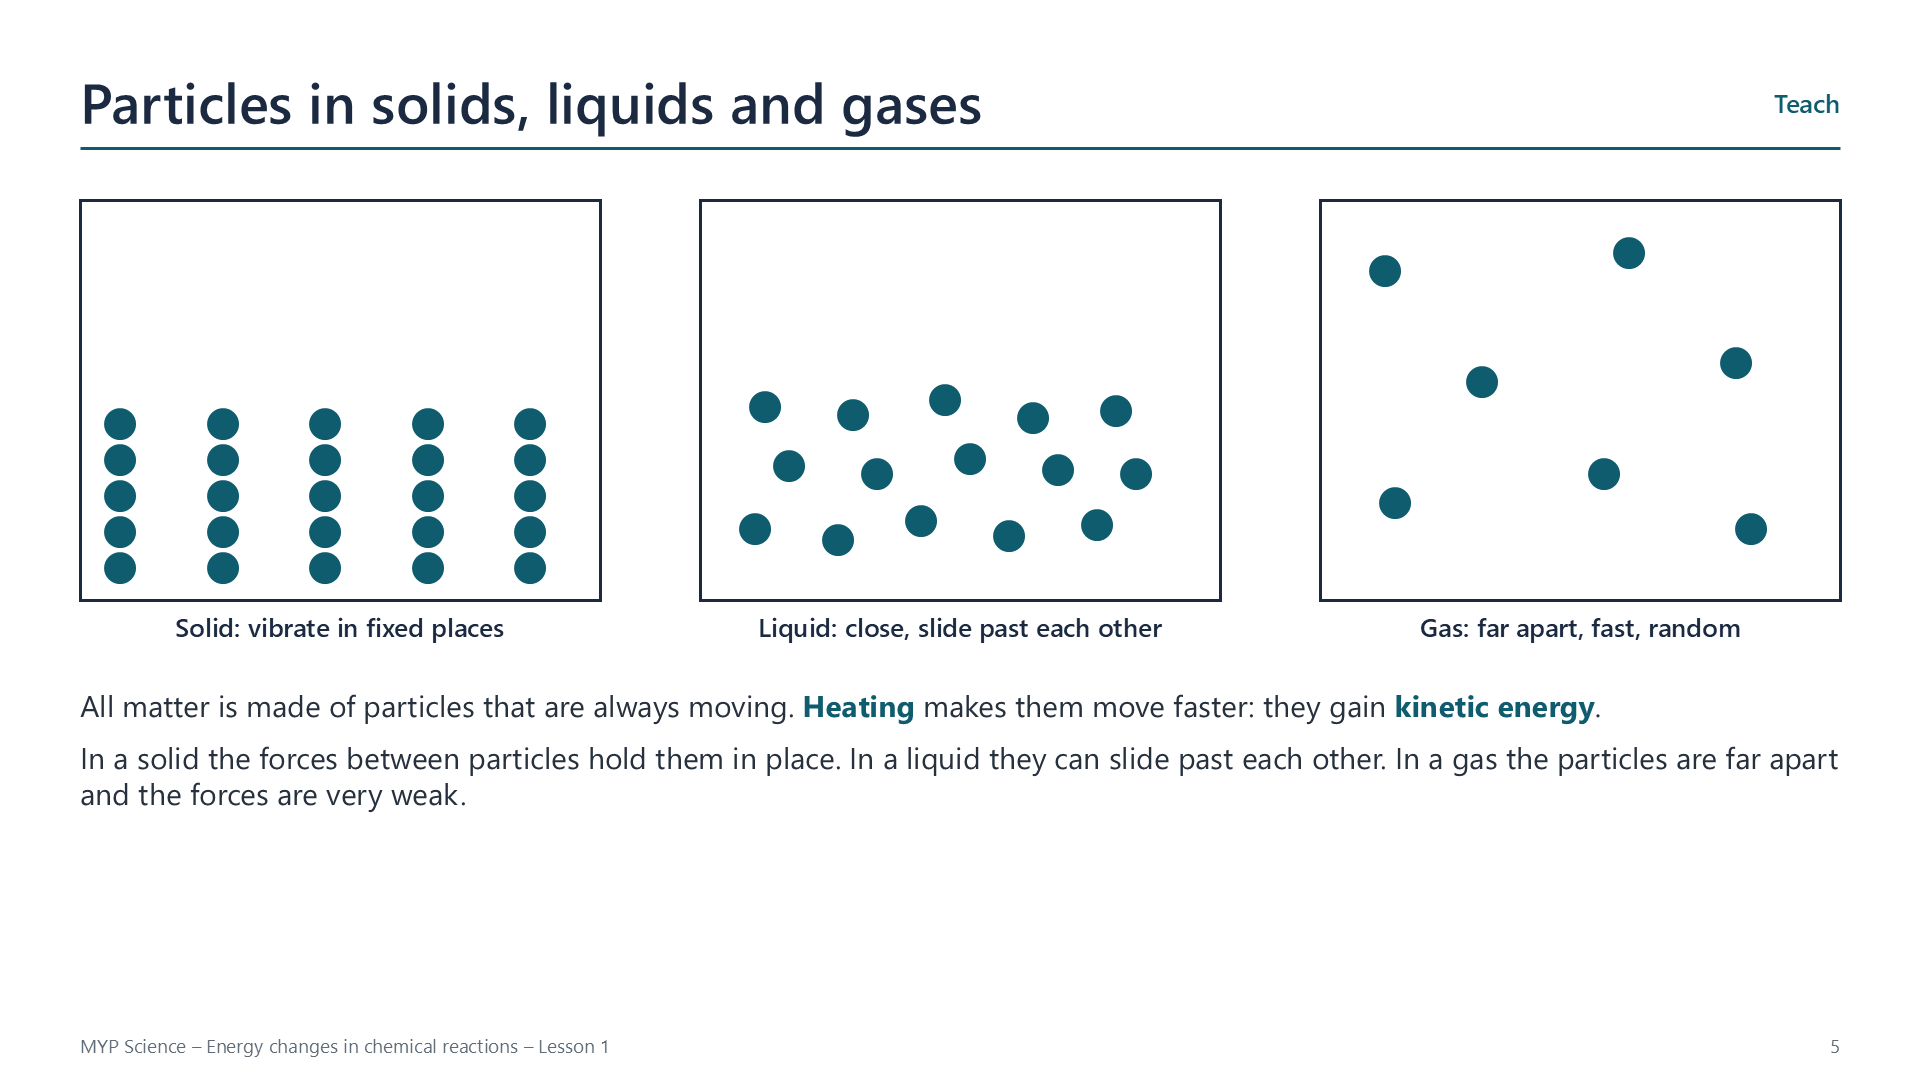 Particles in solids, liquids and gases
Teach
Solid: vibrate in fixed places
Liquid: close, slide past each other
Gas: far apart, fast, random
All matter is made of particles that are always moving. Heating makes them move faster: they gain kinetic energy.
In a solid the forces between particles hold them in place. In a liquid they can slide past each other. In a gas the particles are far apart
and the forces are very weak.
MYP Science – Energy changes in chemical reactions – Lesson 1
5